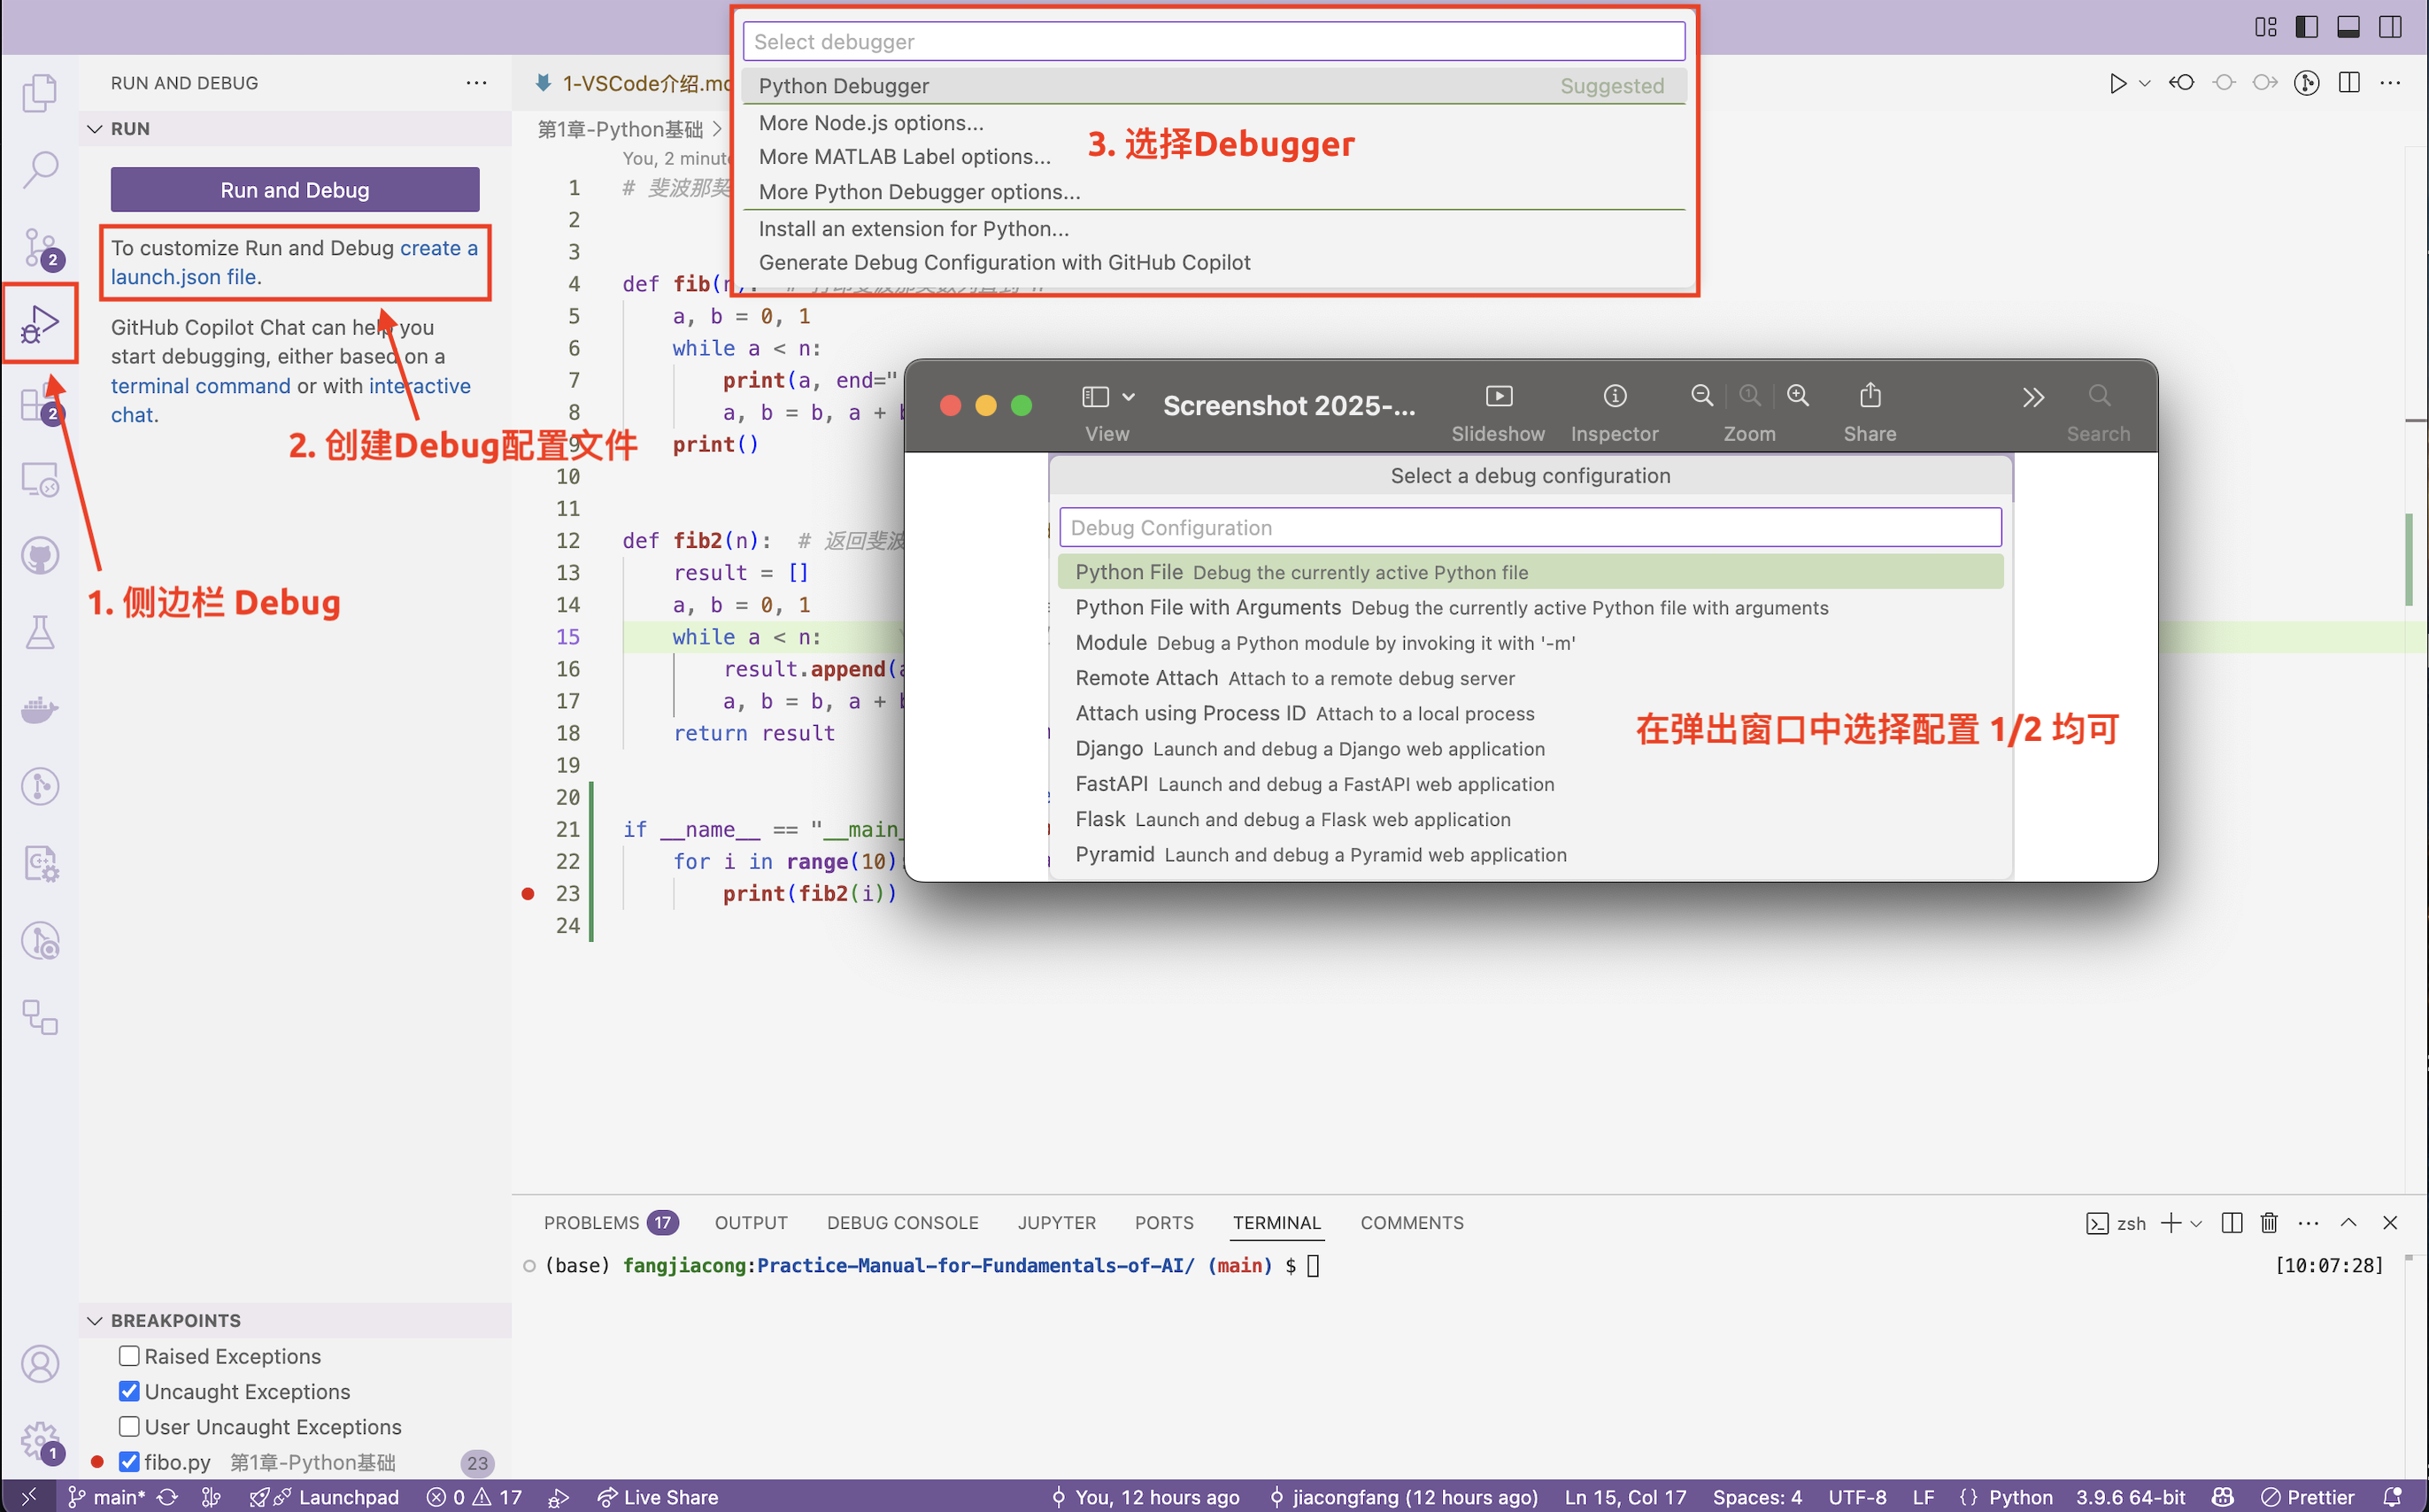 RUN AND DEBUG
RUN
Run and Debug
To customize Run and Debug create a
launch.json file.
GitHub Copilot Chat can help you
start debugging, either based on a
terminal command or with interactive
chat.
2
2
1
1. 侧边栏 Debug
2. 创建Debug配置文件
Select debugger
Python Debugger Suggested
More Node.js options...
More MATLAB Label options...
More Python Debugger options...
Install an extension for Python...
Generate Debug Configuration with GitHub Copilot
3. 选择Debugger
1-VSCode介绍.md
第1章-Python基础 >
You, 2 minute
1 # 斐波那契
2
3
4 def fib(n): # 打印斐波那契数列直到 n
5 a, b = 0, 1
6 while a < n:
7 print(a, end="
8 a, b = b, a + b
9 print()
10
11
12 def fib2(n): # 返回斐波
13 result = []
14 a, b = 0, 1
15 while a < n:
16 result.append(a
17 a, b = b, a + b
18 return result
19
20
21 if __name__ == "__main_
22 for i in range(10):
23 print(fib2(i))
24
Screenshot 2025-...
View Slideshow Inspector Zoom Share Search
Select a debug configuration
Debug Configuration
Python File Debug the currently active Python file
Python File with Arguments Debug the currently active Python file with arguments
Module Debug a Python module by invoking it with '-m'
Remote Attach Attach to a remote debug server
Attach using Process ID Attach to a local process
Django Launch and debug a Django web application
FastAPI Launch and debug a FastAPI web application
Flask Launch and debug a Flask web application
Pyramid Launch and debug a Pyramid web application
在弹出窗口中选择配置 1/2 均可
PROBLEMS 17 OUTPUT DEBUG CONSOLE JUPYTER PORTS TERMINAL COMMENTS zsh
(base) fangjiacong:Practice-Manual-for-Fundamentals-of-AI/ (main) $ [10:07:28]
BREAKPOINTS
Raised Exceptions
Uncaught Exceptions
User Uncaught Exceptions
fibo.py 第1章-Python基础 23
main* Launchpad 0 17 Live Share You, 12 hours ago jiacongfang (12 hours ago) Ln 15, Col 17 Spaces: 4 UTF-8 LF {} Python 3.9.6 64-bit Prettier